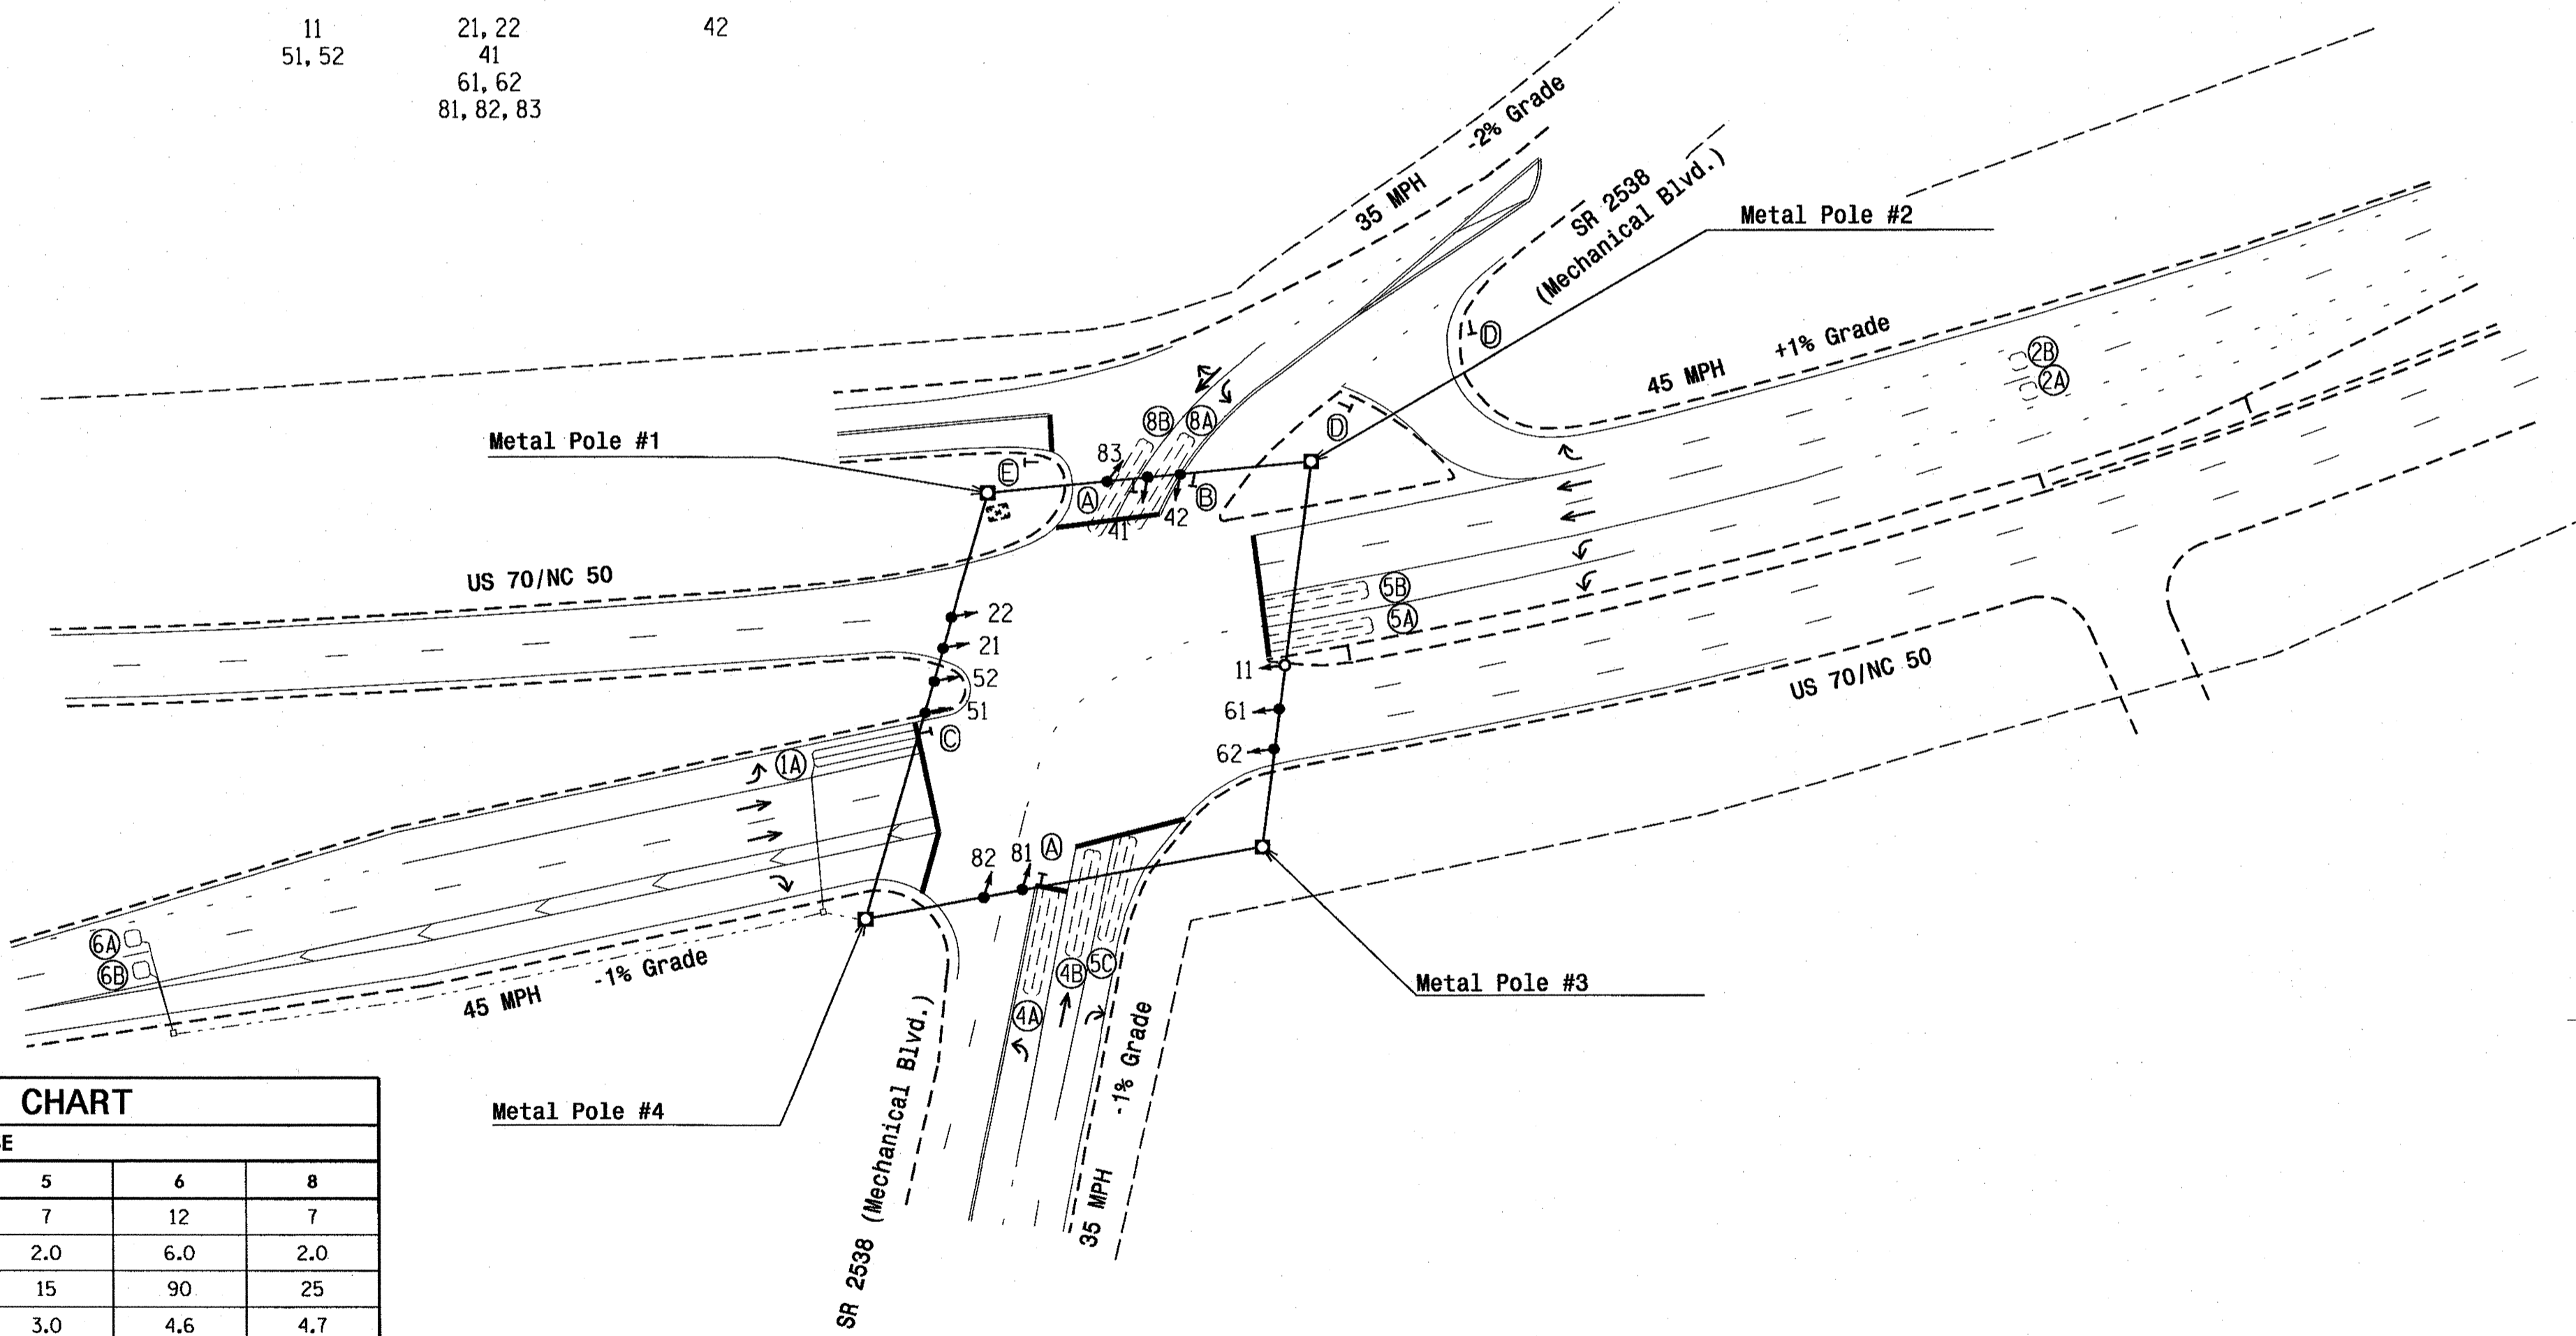 11 21, 22 42
51, 52 41
61, 62
81, 82, 83
-2% Grade
35 MPH
SR 2538
(Mechanical Blvd.)
Metal Pole #2
D
45 MPH +1% Grade
2B
2A
Metal Pole #1
8B 8A
D
83
E
A
B
41
42
US 70/NC 50
5B
5A
22
21
52
51
11
61
62
US 70/NC 50
C
1A
82 81 A
6A
6B
45 MPH -1% Grade
4B 5C
4A
Metal Pole #3
-1% Grade
35 MPH
Metal Pole #4
SR 2538 (Mechanical Blvd.)
CHART
E
5 6 8
7 12 7
2.0 6.0 2.0
15 90 25
3.0 4.6 4.7